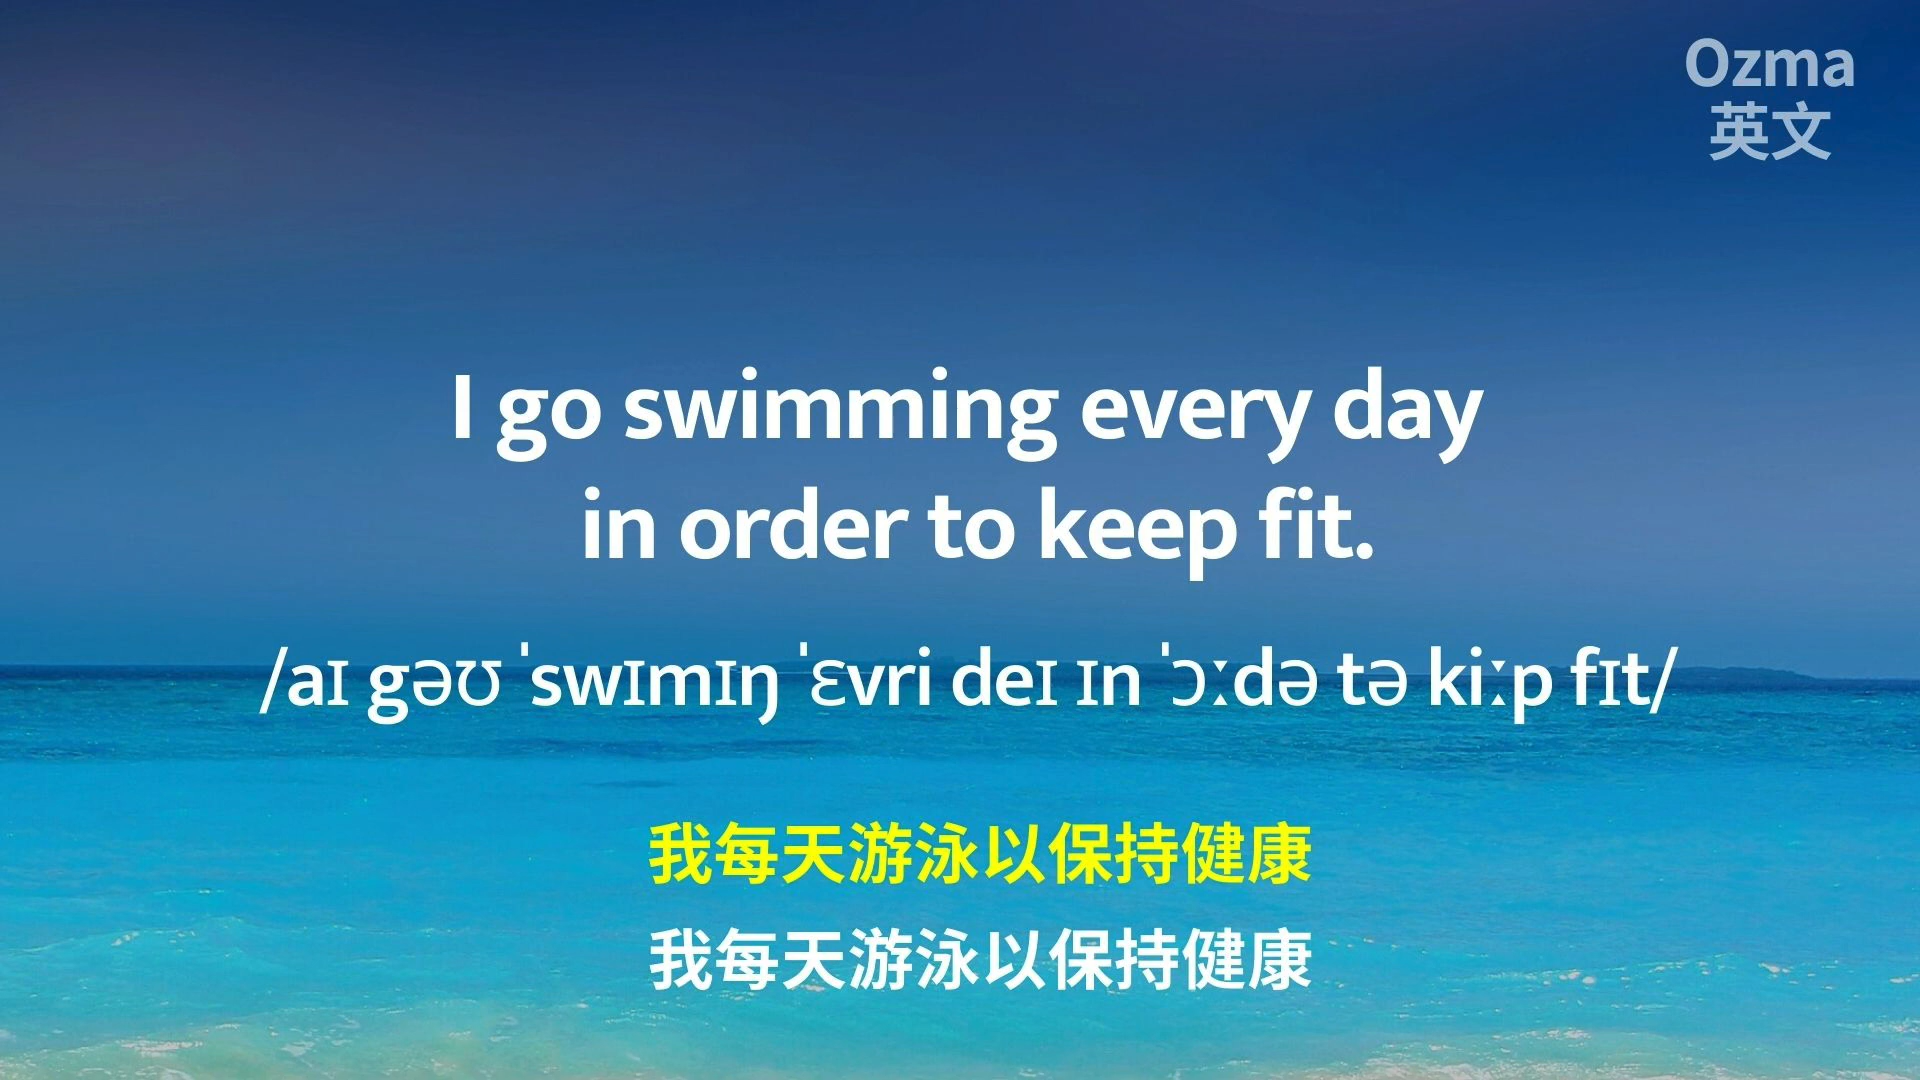 Ozma
英文
I go swimming every day
in order to keep fit.
/aɪ gəʊ ˈswɪmɪŋ ˈɛvri deɪ ɪn ˈɔːdə tə kiːp fɪt/
我每天游泳以保持健康
我每天游泳以保持健康